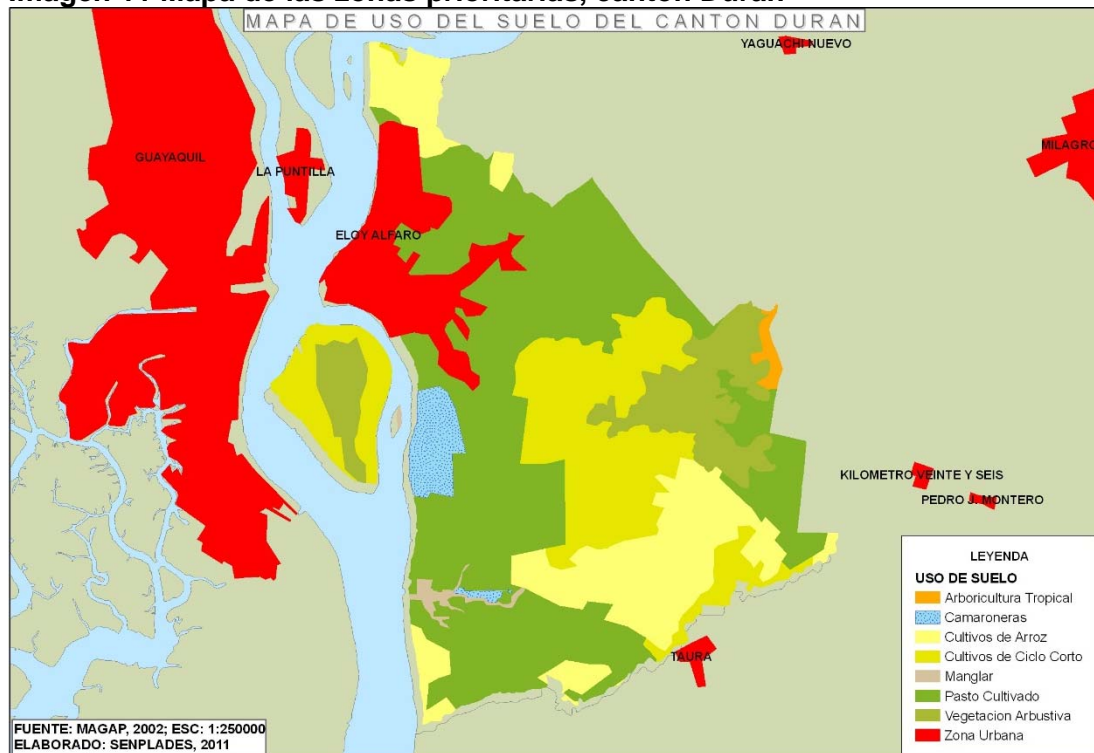 MAPA DE USO DEL SUELO DEL CANTON DURAN
YAGUACHI NUEVO
MILAGRO
GUAYAQUIL
LA PUNTILLA
ELOY ALFARO
KILOMETRO VEINTE Y SEIS
PEDRO J. MONTERO
TAURA
LEYENDA
USO DE SUELO
Arboricultura Tropical
Camaroneras
Cultivos de Arroz
Cultivos de Ciclo Corto
Manglar
Pasto Cultivado
Vegetacion Arbustiva
Zona Urbana
FUENTE: MAGAP, 2002; ESC: 1:250000
ELABORADO: SENPLADES, 2011